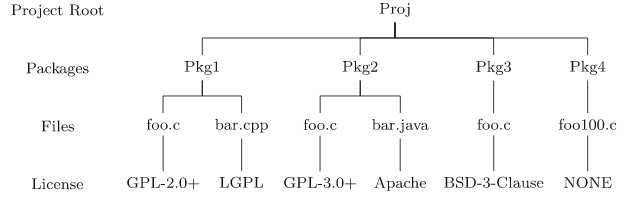 Project Root Proj
Packages Pkg1 Pkg2 Pkg3 Pkg4
Files foo.c bar.cpp foo.c bar.java foo.c foo100.c
License GPL-2.0+ LGPL GPL-3.0+ Apache BSD-3-Clause NONE